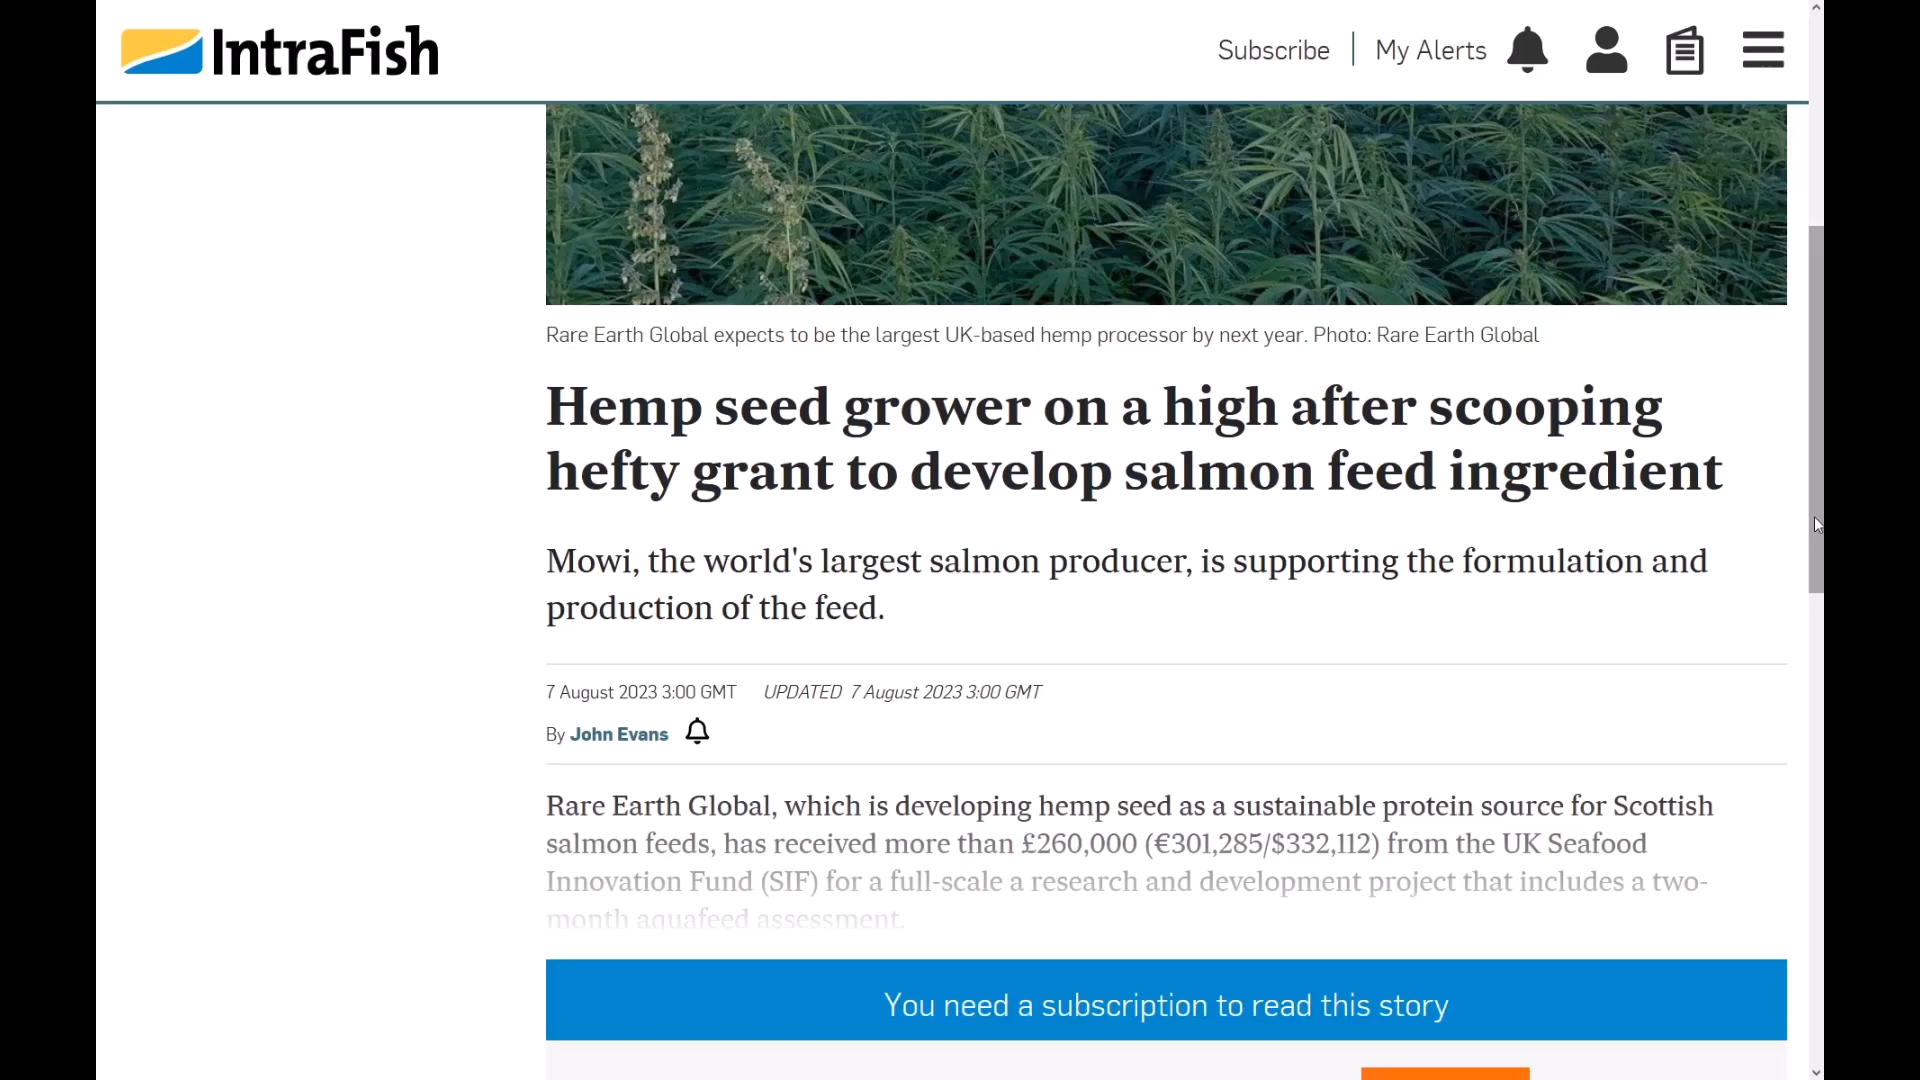 IntraFish
Subscribe
My Alerts
Rare Earth Global expects to be the largest UK-based hemp processor by next year. Photo: Rare Earth Global
Hemp seed grower on a high after scooping
hefty grant to develop salmon feed ingredient
Mowi, the world's largest salmon producer, is supporting the formulation and
production of the feed.
7 August 2023 3:00 GMT UPDATED 7 August 2023 3:00 GMT
By John Evans
Rare Earth Global, which is developing hemp seed as a sustainable protein source for Scottish
salmon feeds, has received more than £260,000 (€301,285/$332,112) from the UK Seafood
Innovation Fund (SIF) for a full-scale a research and development project that includes a two-
month aquafeed assessment.
You need a subscription to read this story